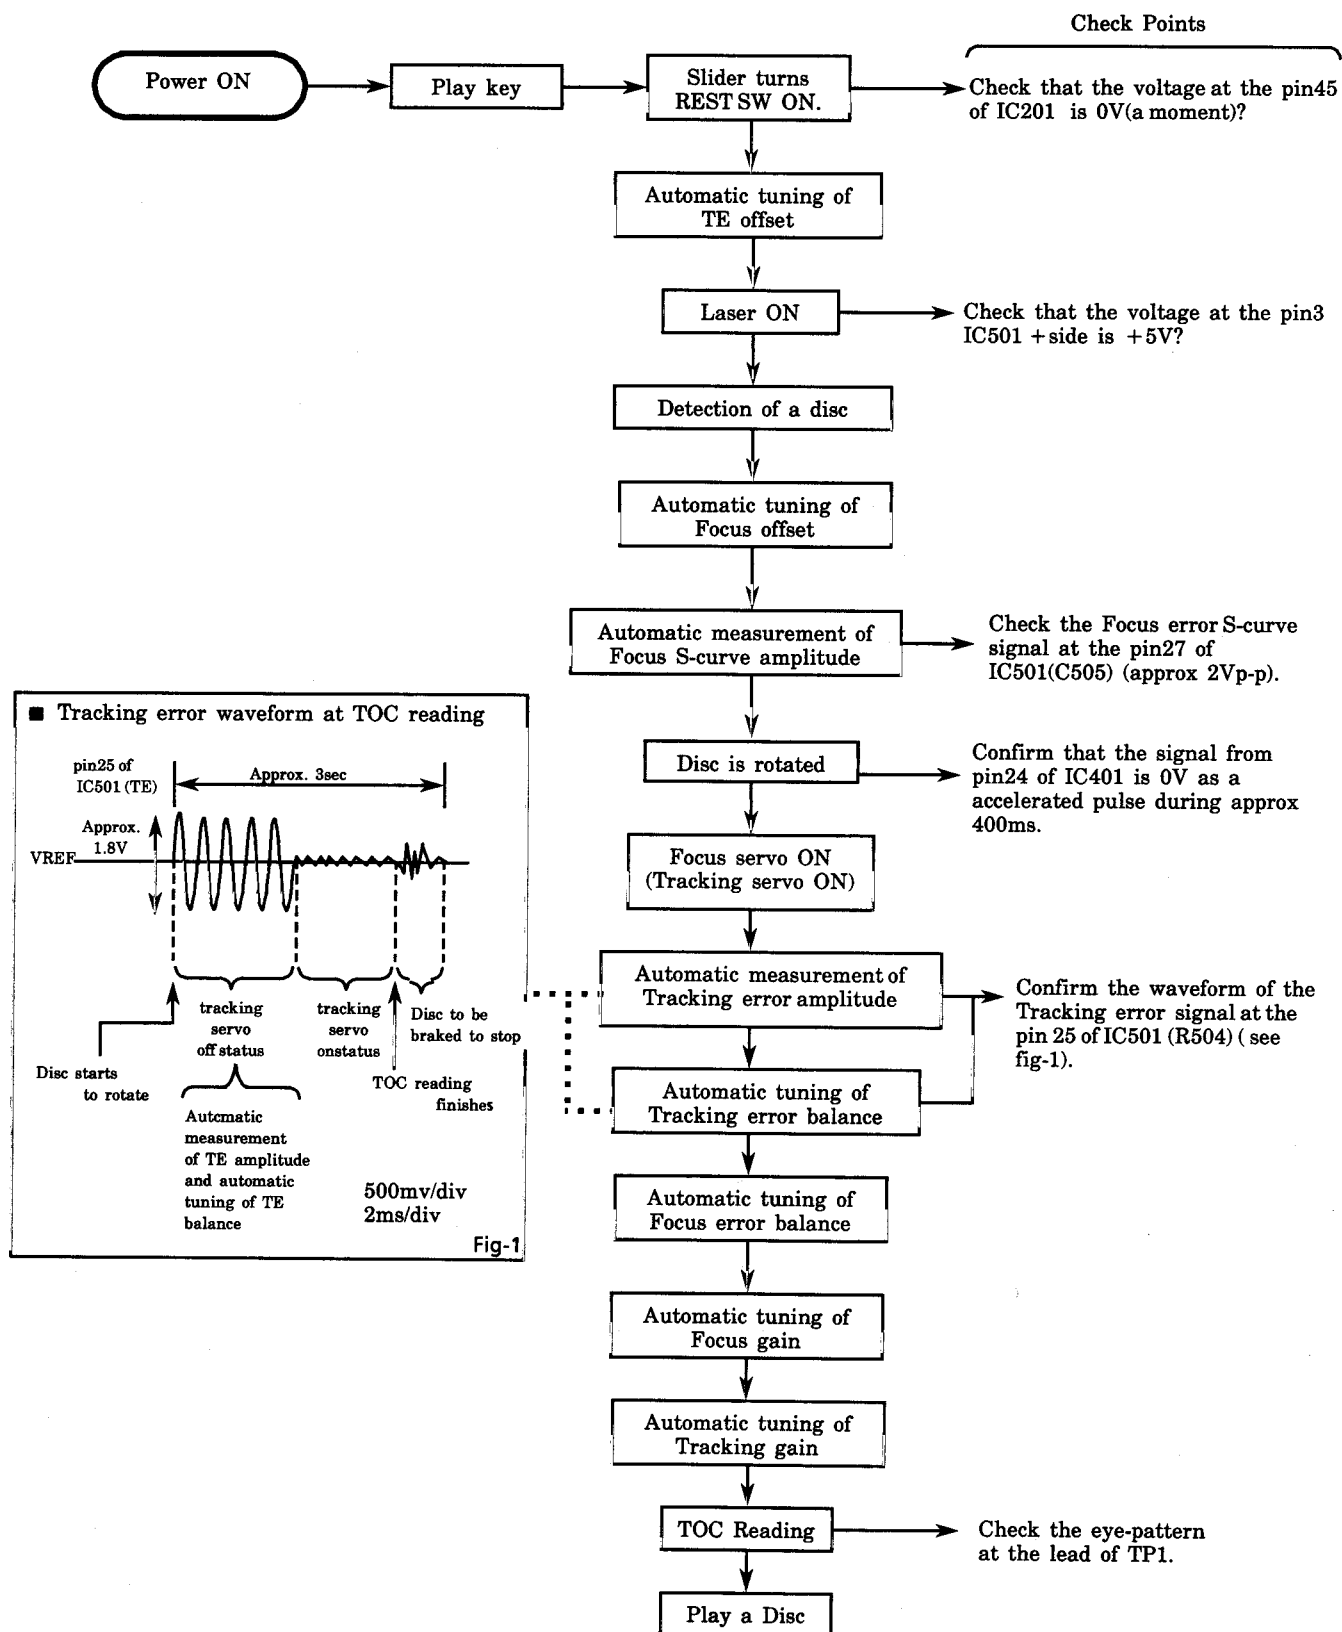 Check Points
Power ON
Play key
Slider turns
REST SW ON.
Check that the voltage at the pin45
of IC201 is 0V(a moment)?
Automatic tuning of
TE offset
Laser ON
Check that the voltage at the pin3
IC501 +side is +5V?
Detection of a disc
Automatic tuning of
Focus offset
Automatic measurement of
Focus S-curve amplitude
Check the Focus error S-curve
signal at the pin27 of
IC501(C505) (approx 2Vp-p).
Disc is rotated
Confirm that the signal from
pin24 of IC401 is 0V as a
accelerated pulse during approx
400ms.
Focus servo ON
(Tracking servo ON)
Automatic measurement of
Tracking error amplitude
Confirm the waveform of the
Tracking error signal at the
pin 25 of IC501 (R504) ( see
fig-1).
Automatic tuning of
Tracking error balance
Automatic tuning of
Focus error balance
Automatic tuning of
Focus gain
Automatic tuning of
Tracking gain
TOC Reading
Check the eye-pattern
at the lead of TP1.
Play a Disc
■ Tracking error waveform at TOC reading
pin25 of
IC501 (TE)
Approx. 3sec
Approx.
1.8V
VREF
tracking
servo
off status
tracking
servo
onstatus
Disc to be
braked to stop
Disc starts
to rotate
TOC reading
finishes
Automatic
measurement
of TE amplitude
and automatic
tuning of TE
balance
500mv/div
2ms/div
Fig-1